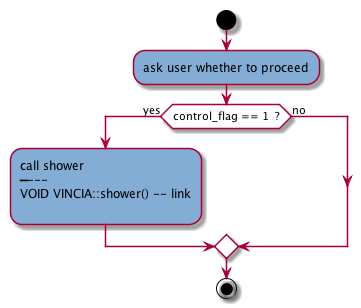 ask user whether to proceed
yes
control_flag == 1 ?
no
call shower
----
VOID VINCIA::shower() -- link